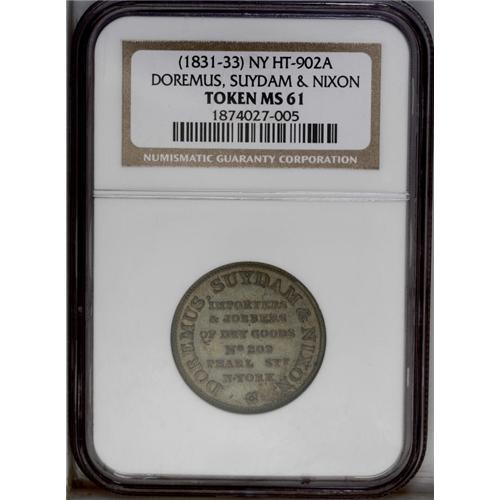 (1831-33) NY HT-902A
DOREMUS, SUYDAM & NIXON
TOKEN MS 61
1874027-005
NUMISMATIC GUARANTY CORPORATION
DOREMUS, SUYDAM & NIXON
IMPORTERS
& JOBBERS
OF DRY GOODS
No 209
PEARL STT
N-YORK